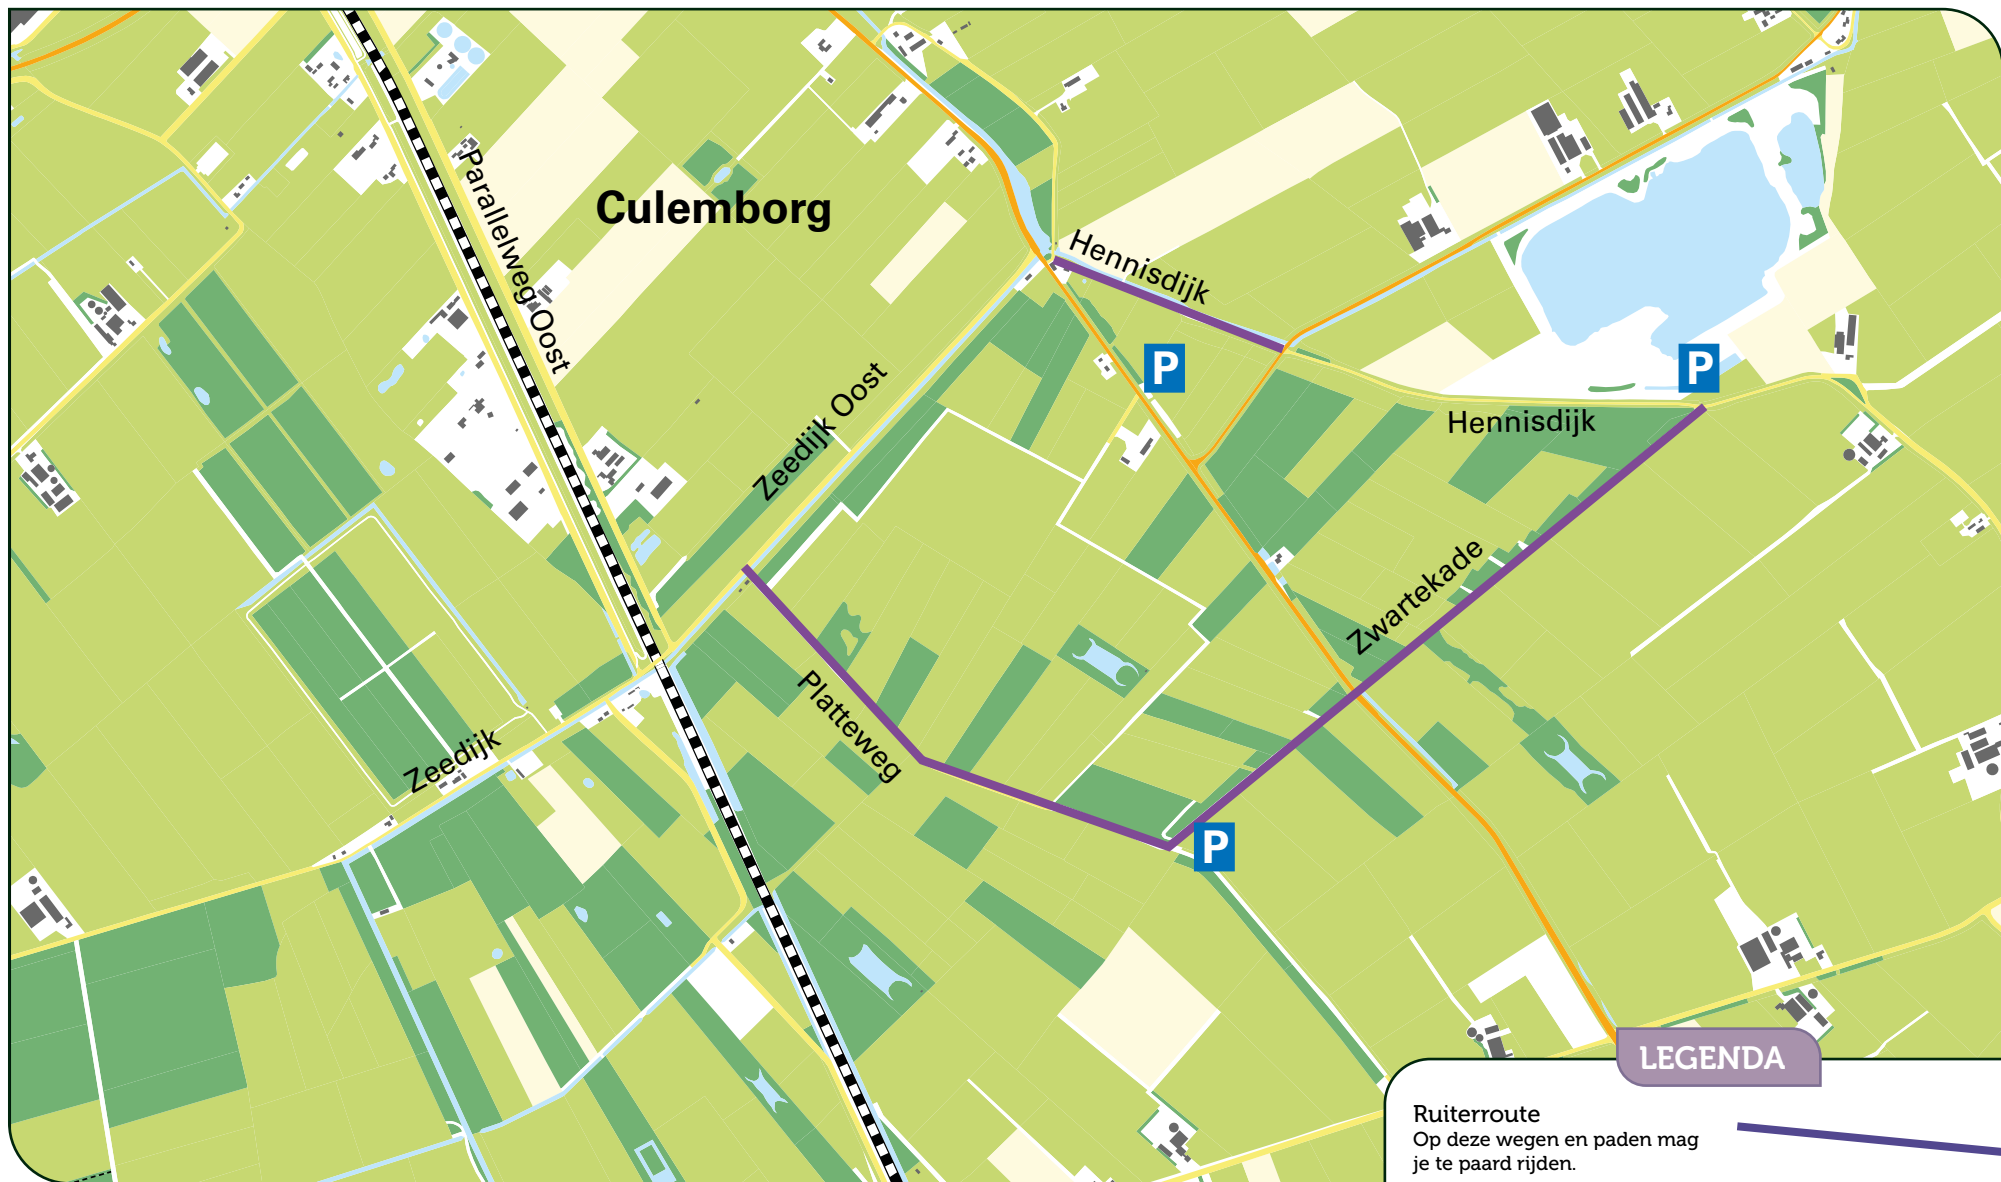 Culemborg
Parallelweg Oost
Hennisdijk
P
P
Zeedijk Oost
Hennisdijk
Zwartekade
Platteweg
Zeedijk
P
LEGENDA
Ruiterroute
Op deze wegen en paden mag
je te paard rijden.